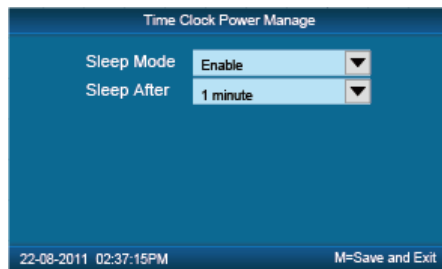 Time Clock Power Manage
Sleep Mode Enable
Sleep After 1 minute
22-08-2011 02:37:15PM M=Save and Exit